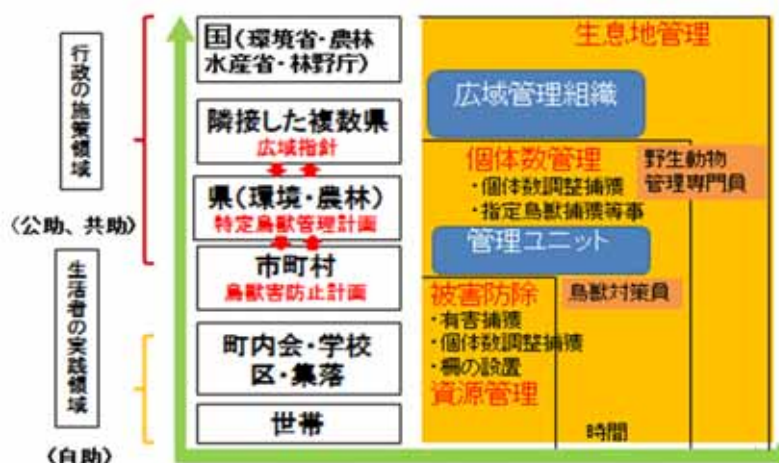 行政の施策領域
(公助、共助)
生活者の実践領域
(自助)
国(環境省・農林
水産省・林野庁)
隣接した複数県
広域指針
県(環境・農林)
特定鳥獣管理計画
市町村
鳥獣害防止計画
町内会・学校
区・集落
世帯
生息地管理
広域管理組織
個体数管理
・個体数調整捕獲
・指定鳥獣捕獲等事
野生動物
管理専門員
管理ユニット
被害防除
・有害捕獲
・個体数調整捕獲
・柵の設置
資源管理
鳥獣対策員
時間